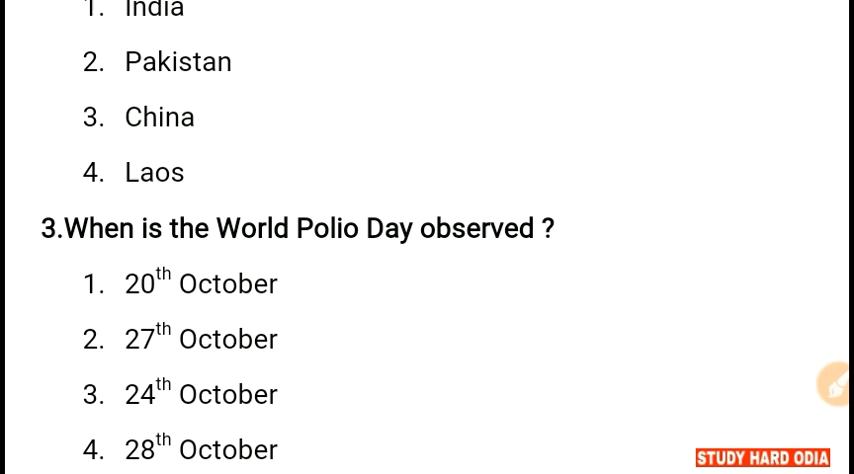 1. India
2. Pakistan
3. China
4. Laos
3.When is the World Polio Day observed ?
1. 20th October
2. 27th October
3. 24th October
4. 28th October
STUDY HARD ODIA